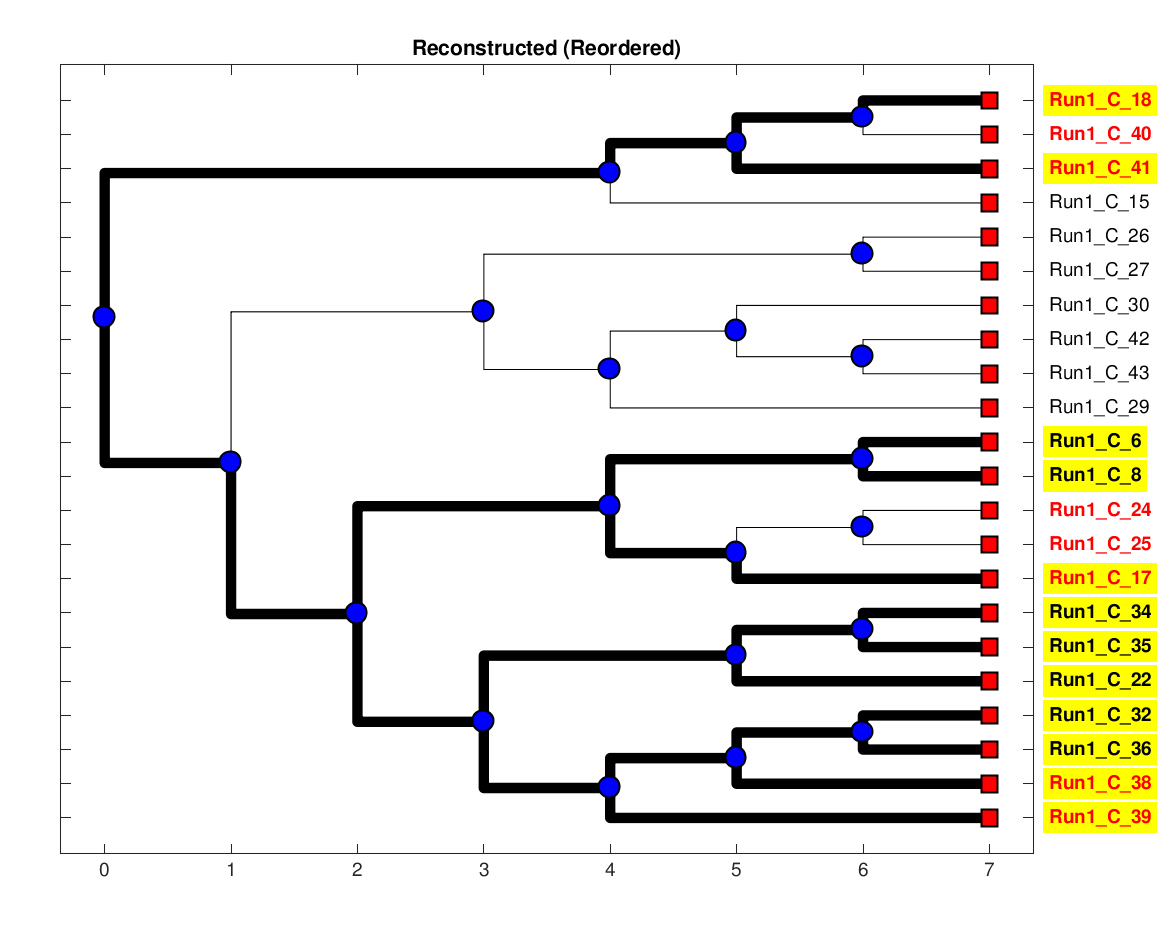 Reconstructed (Reordered)
Run1_C_18
Run1_C_40
Run1_C_41
Run1_C_15
Run1_C_26
Run1_C_27
Run1_C_30
Run1_C_42
Run1_C_43
Run1_C_29
Run1_C_6
Run1_C_8
Run1_C_24
Run1_C_25
Run1_C_17
Run1_C_34
Run1_C_35
Run1_C_22
Run1_C_32
Run1_C_36
Run1_C_38
Run1_C_39
0 1 2 3 4 5 6 7